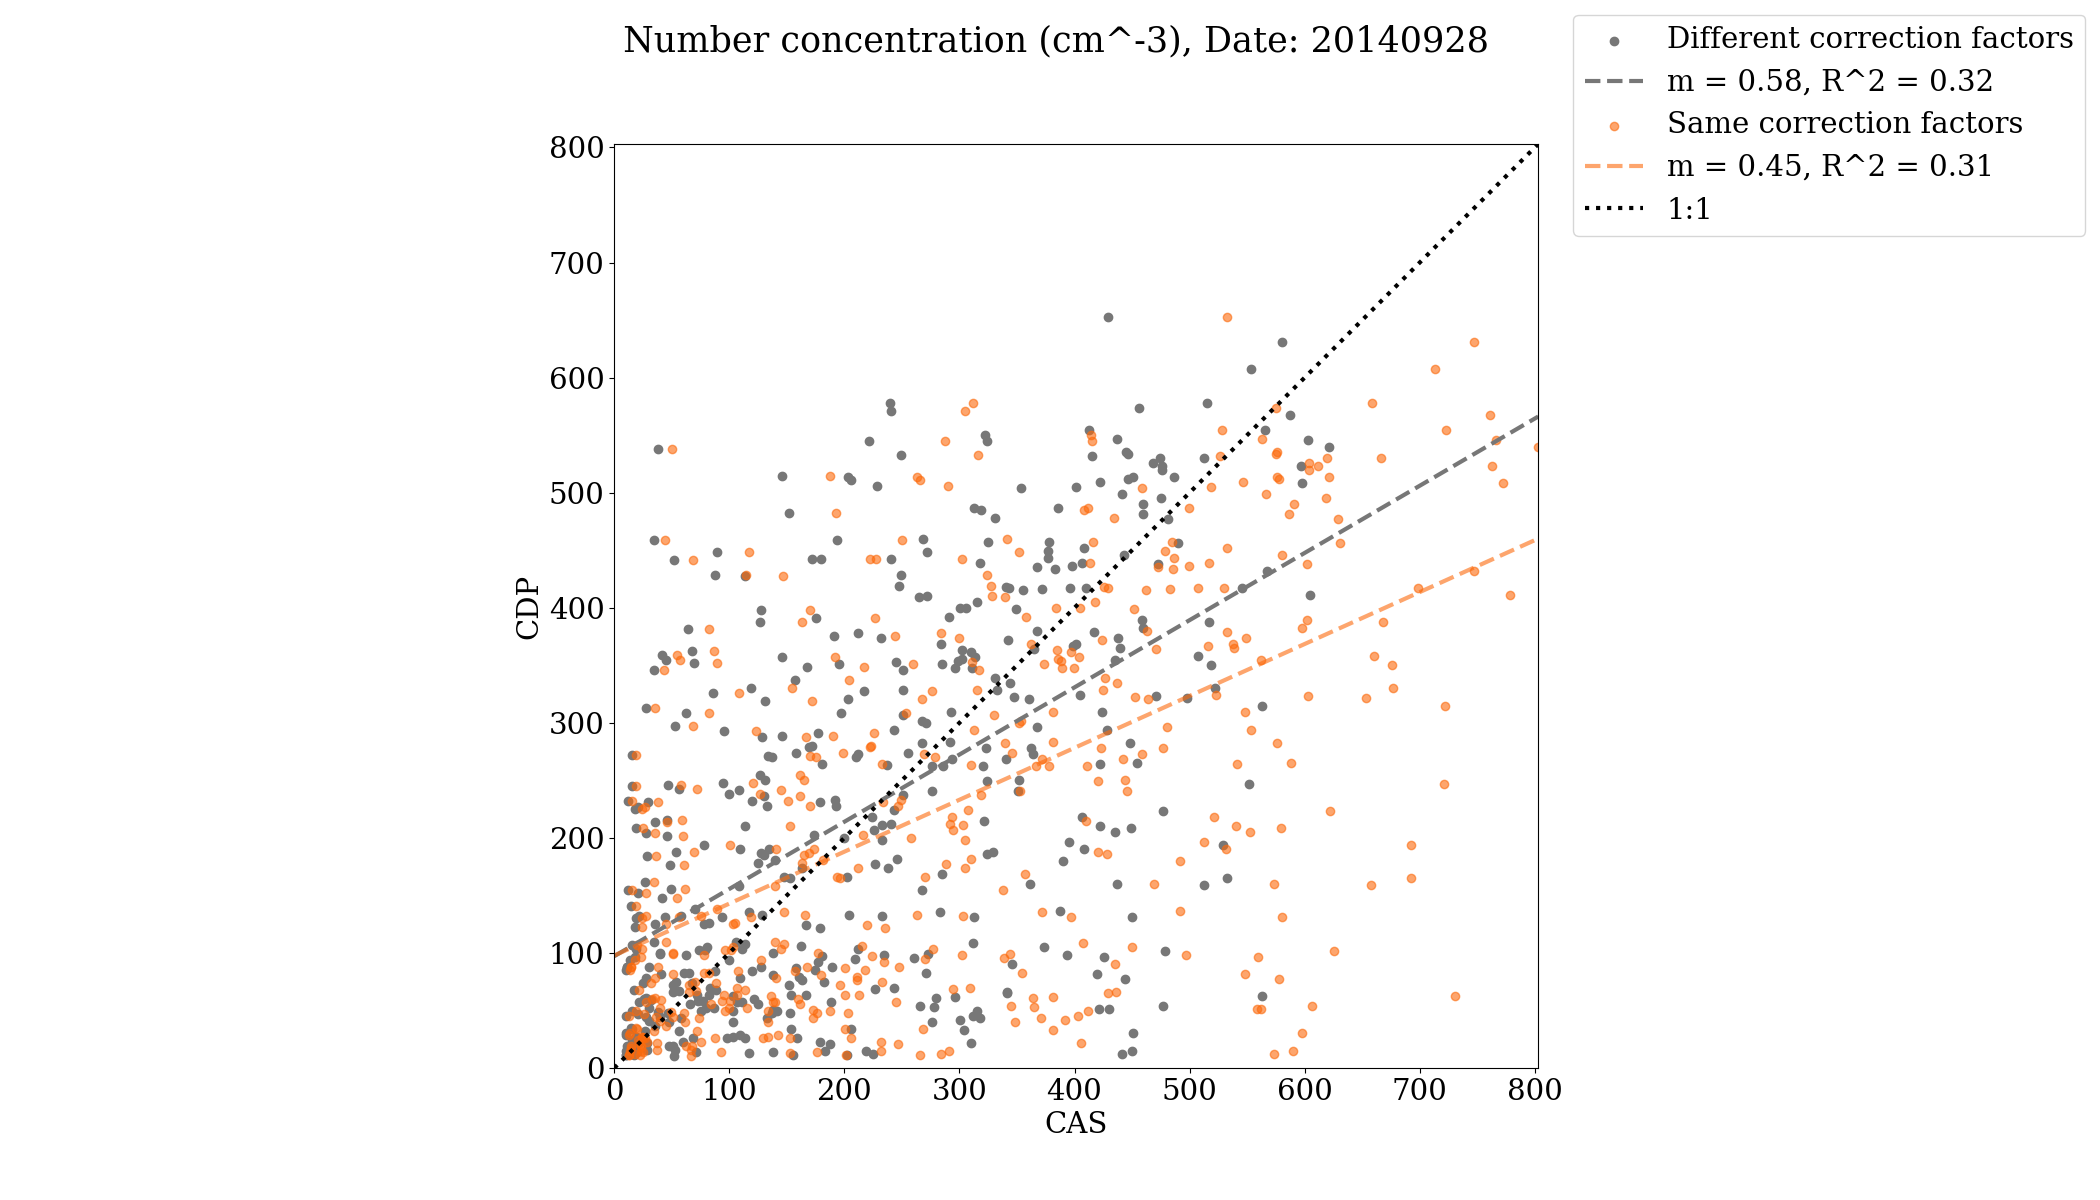 Number concentration (cm^-3), Date: 20140928
Different correction factors
m = 0.58, R^2 = 0.32
Same correction factors
m = 0.45, R^2 = 0.31
1:1
800
700
600
500
400
300
200
100
0
CDP
0 100 200 300 400 500 600 700 800
CAS